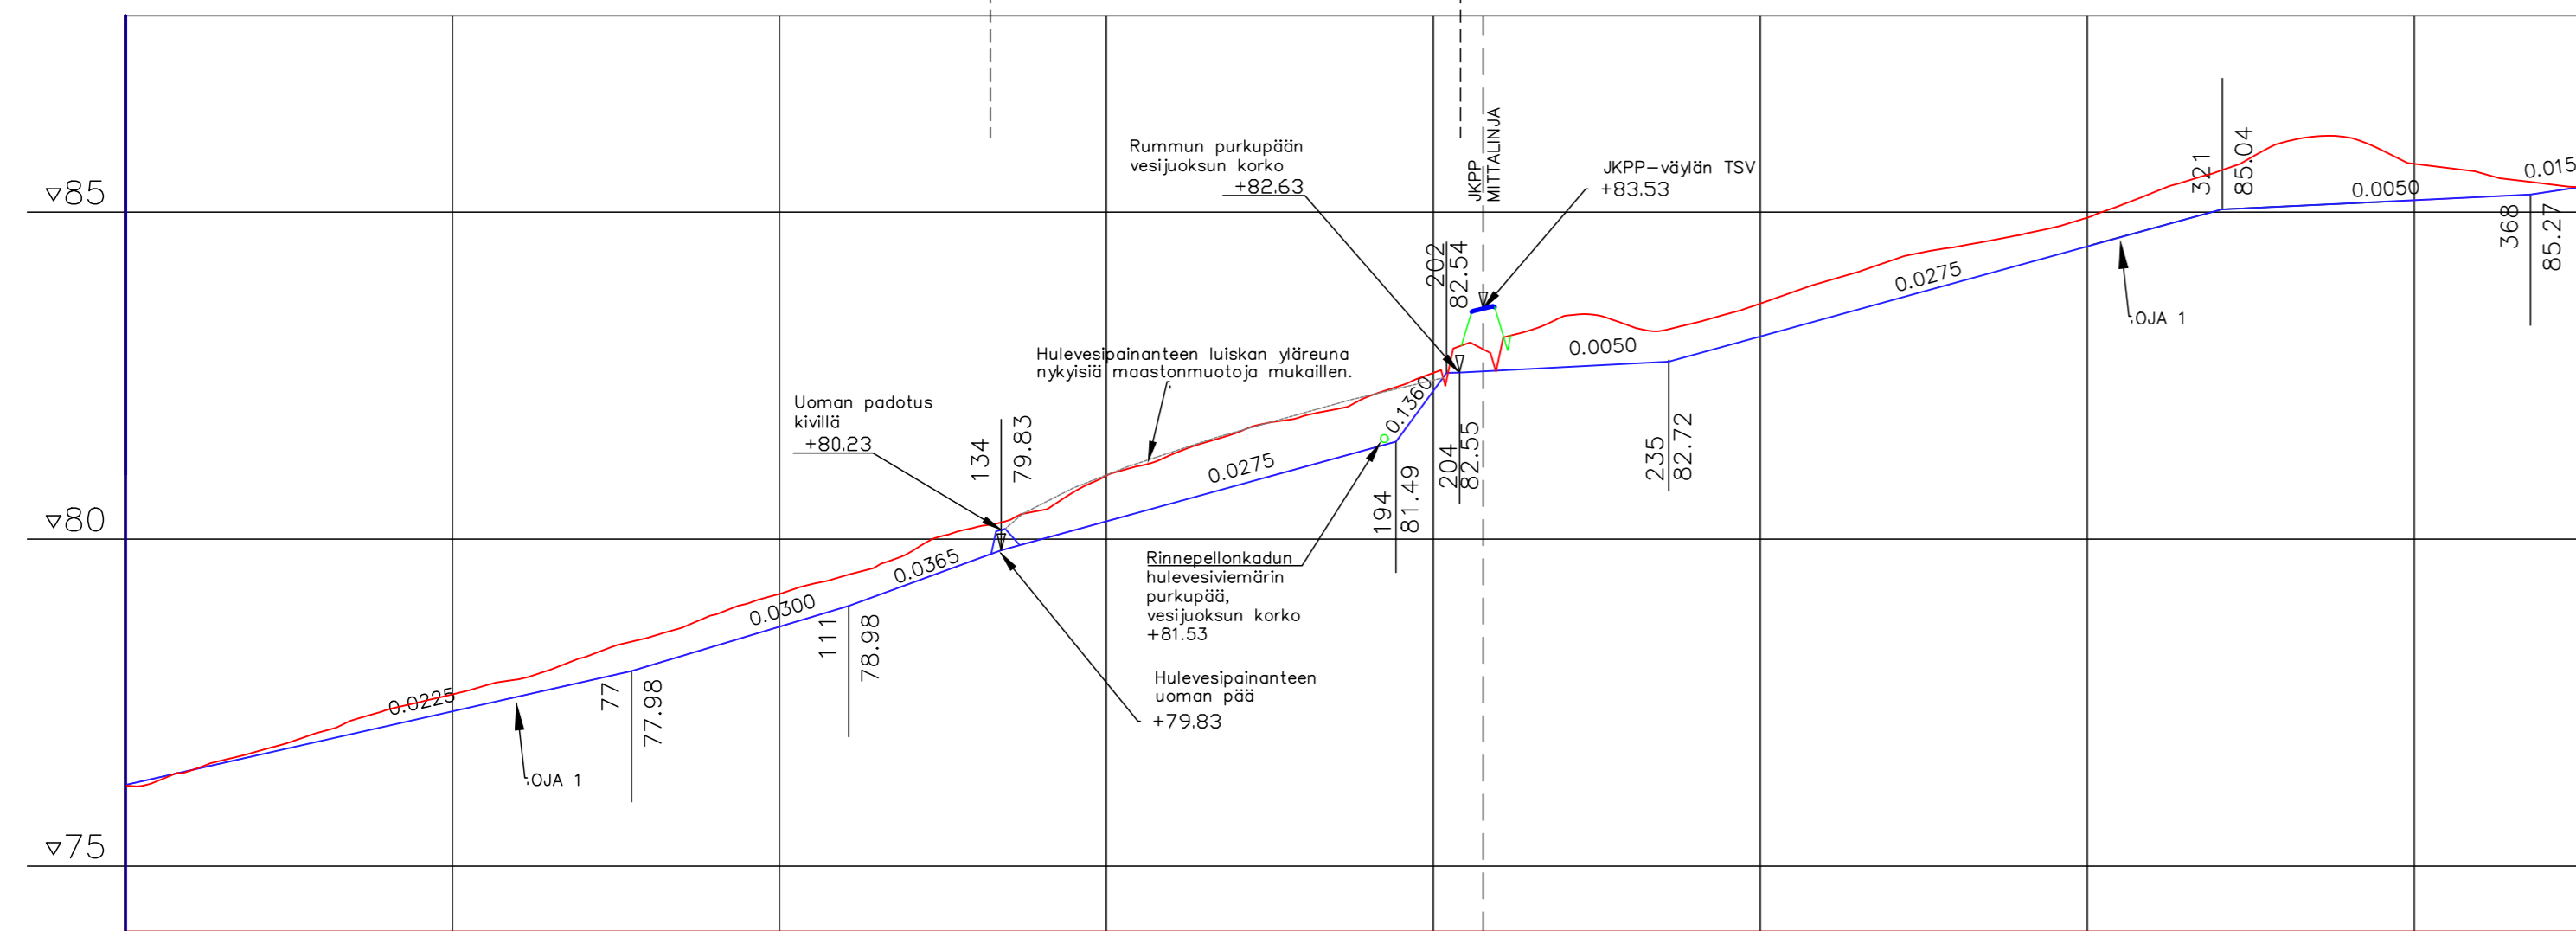 ▽85
▽80
▽75
0.0225
OJA 1
77
77.98
0.0300
111
78.98
0.0365
Uoman padotus
kivillä
+80.23
134
79.83
Hulevesipainanteen luiskan yläreuna
nykyisiä maastonmuotoja mukaillen.
0.0275
Rummun purkupään
vesijuoksun korko
+82.63
Rinnepellonkadun
hulevesiviemärin
purkupää,
vesijuoksun korko
+81.53
Hulevesipainanteen
uoman pää
+79.83
194
81.49
0.1360
202
82.54
204
82.55
JKPP
MITTALINJA
JKPP-väylän TSV
+83.53
0.0050
235
82.72
0.0275
OJA 1
321
85.04
0.0050
368
85.27
0.015